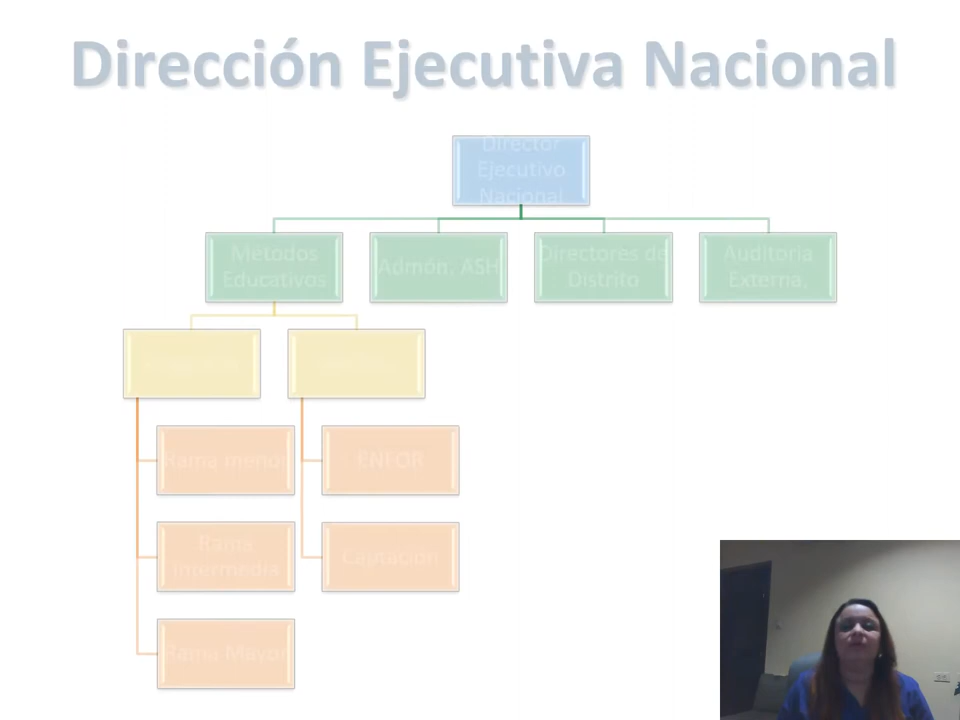 Dirección Ejecutiva Nacional
Director
Ejecutivo
Nacional
Métodos
Educativos
Admón. ASH
Directores de
Distrito
Auditoria
Externa.
Rama menor
ENFOR
Rama
intermedia
Captación
Rama Mayor